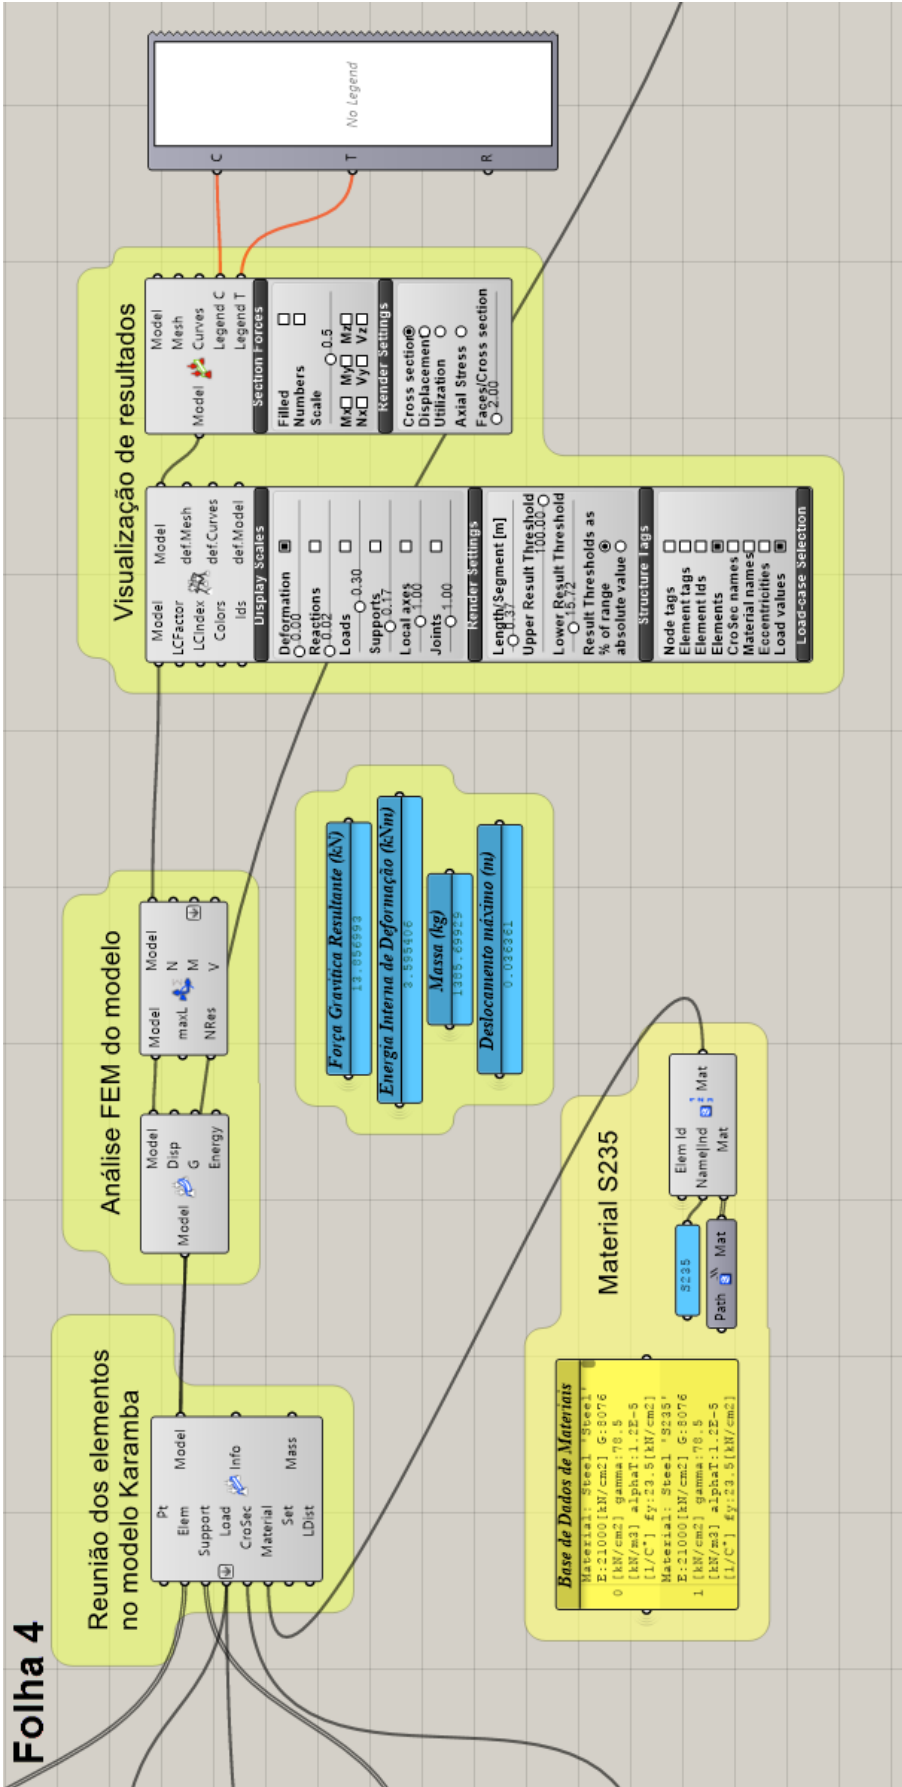 Folha 4
Reunião dos elementos
no modelo Karamba
Pt
Elem
Support
Load
CroSec
Material
Set
LDist
Model
Info
Mass
Análise FEM do modelo
Model
Model
Disp
G
Energy
Model
maxL
NRes
Model
N
M
V
Visualização de resultados
Model
LCFactor
LCIndex
Colors
Ids
Model
def.Mesh
def.Curves
def.Model
Display Scales
Deformation
0.00
Reactions
0.02
Loads
0.30
Supports
0.17
Local axes
1.00
Joints
1.00
Render Settings
Length/Segment [m]
0.37
Upper Result Threshold
100.00
Lower Result Threshold
15.72
Result Thresholds as
% of range
absolute value
Structure Tags
Node tags
Element tags
Element Ids
Elements
CroSec names
Material names
Eccentricities
Load values
Load-case Selection
Model
Model
Mesh
Curves
Legend C
Legend T
Section Forces
Filled
Numbers
Scale
0.5
Mx My Mz
Nx Vy Vz
Render Settings
Cross section
Displacement
Utilization
Axial Stress
Faces/Cross section
2.00
C
T
R
No Legend
Força Gravítica Resultante (kN)
13.856993
Energia Interna de Deformação (kNm)
3.595406
Massa (kg)
1385.69929
Deslocamento máximo (m)
0.036361
Material S235
Base de Dados de Materiais
Material: Steel 'Steel'
E:21000[kN/cm2] G:8076
0 [kN/cm2] gamma:78.5
[kN/m3] alphaT:1.2E-5
[1/C°] fy:23.5[kN/cm2]
Material: Steel 'S235'
E:21000[kN/cm2] G:8076
1 [kN/cm2] gamma:78.5
[kN/m3] alphaT:1.2E-5
[1/C°] fy:23.5[kN/cm2]
S235
Path
Mat
Elem Id
Name|Ind
Mat
Mat